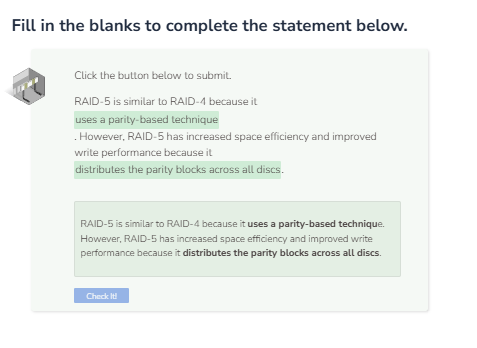 Fill in the blanks to complete the statement below.
Click the button below to submit.
RAID-5 is similar to RAID-4 because it
uses a parity-based technique
. However, RAID-5 has increased space efficiency and improved
write performance because it
distributes the parity blocks across all discs.
RAID-5 is similar to RAID-4 because it uses a parity-based technique.
However, RAID-5 has increased space efficiency and improved write
performance because it distributes the parity blocks across all discs.
Check It!